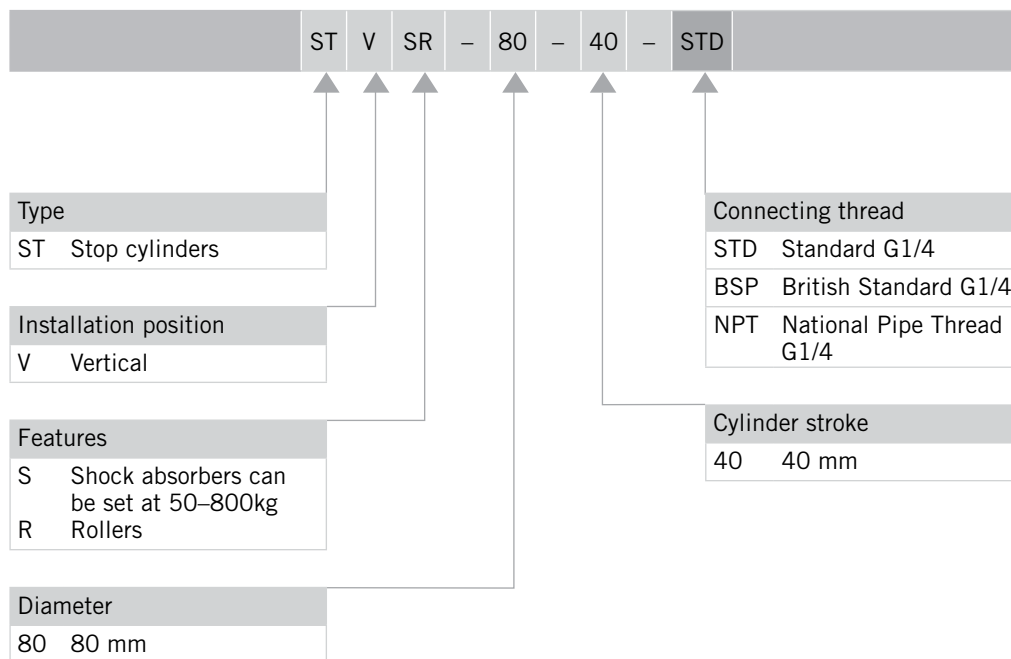 ST V SR – 80 – 40 – STD
Type
ST Stop cylinders
Installation position
V Vertical
Features
S Shock absorbers can
be set at 50–800kg
R Rollers
Diameter
80 80 mm
Connecting thread
STD Standard G1/4
BSP British Standard G1/4
NPT National Pipe Thread
G1/4
Cylinder stroke
40 40 mm